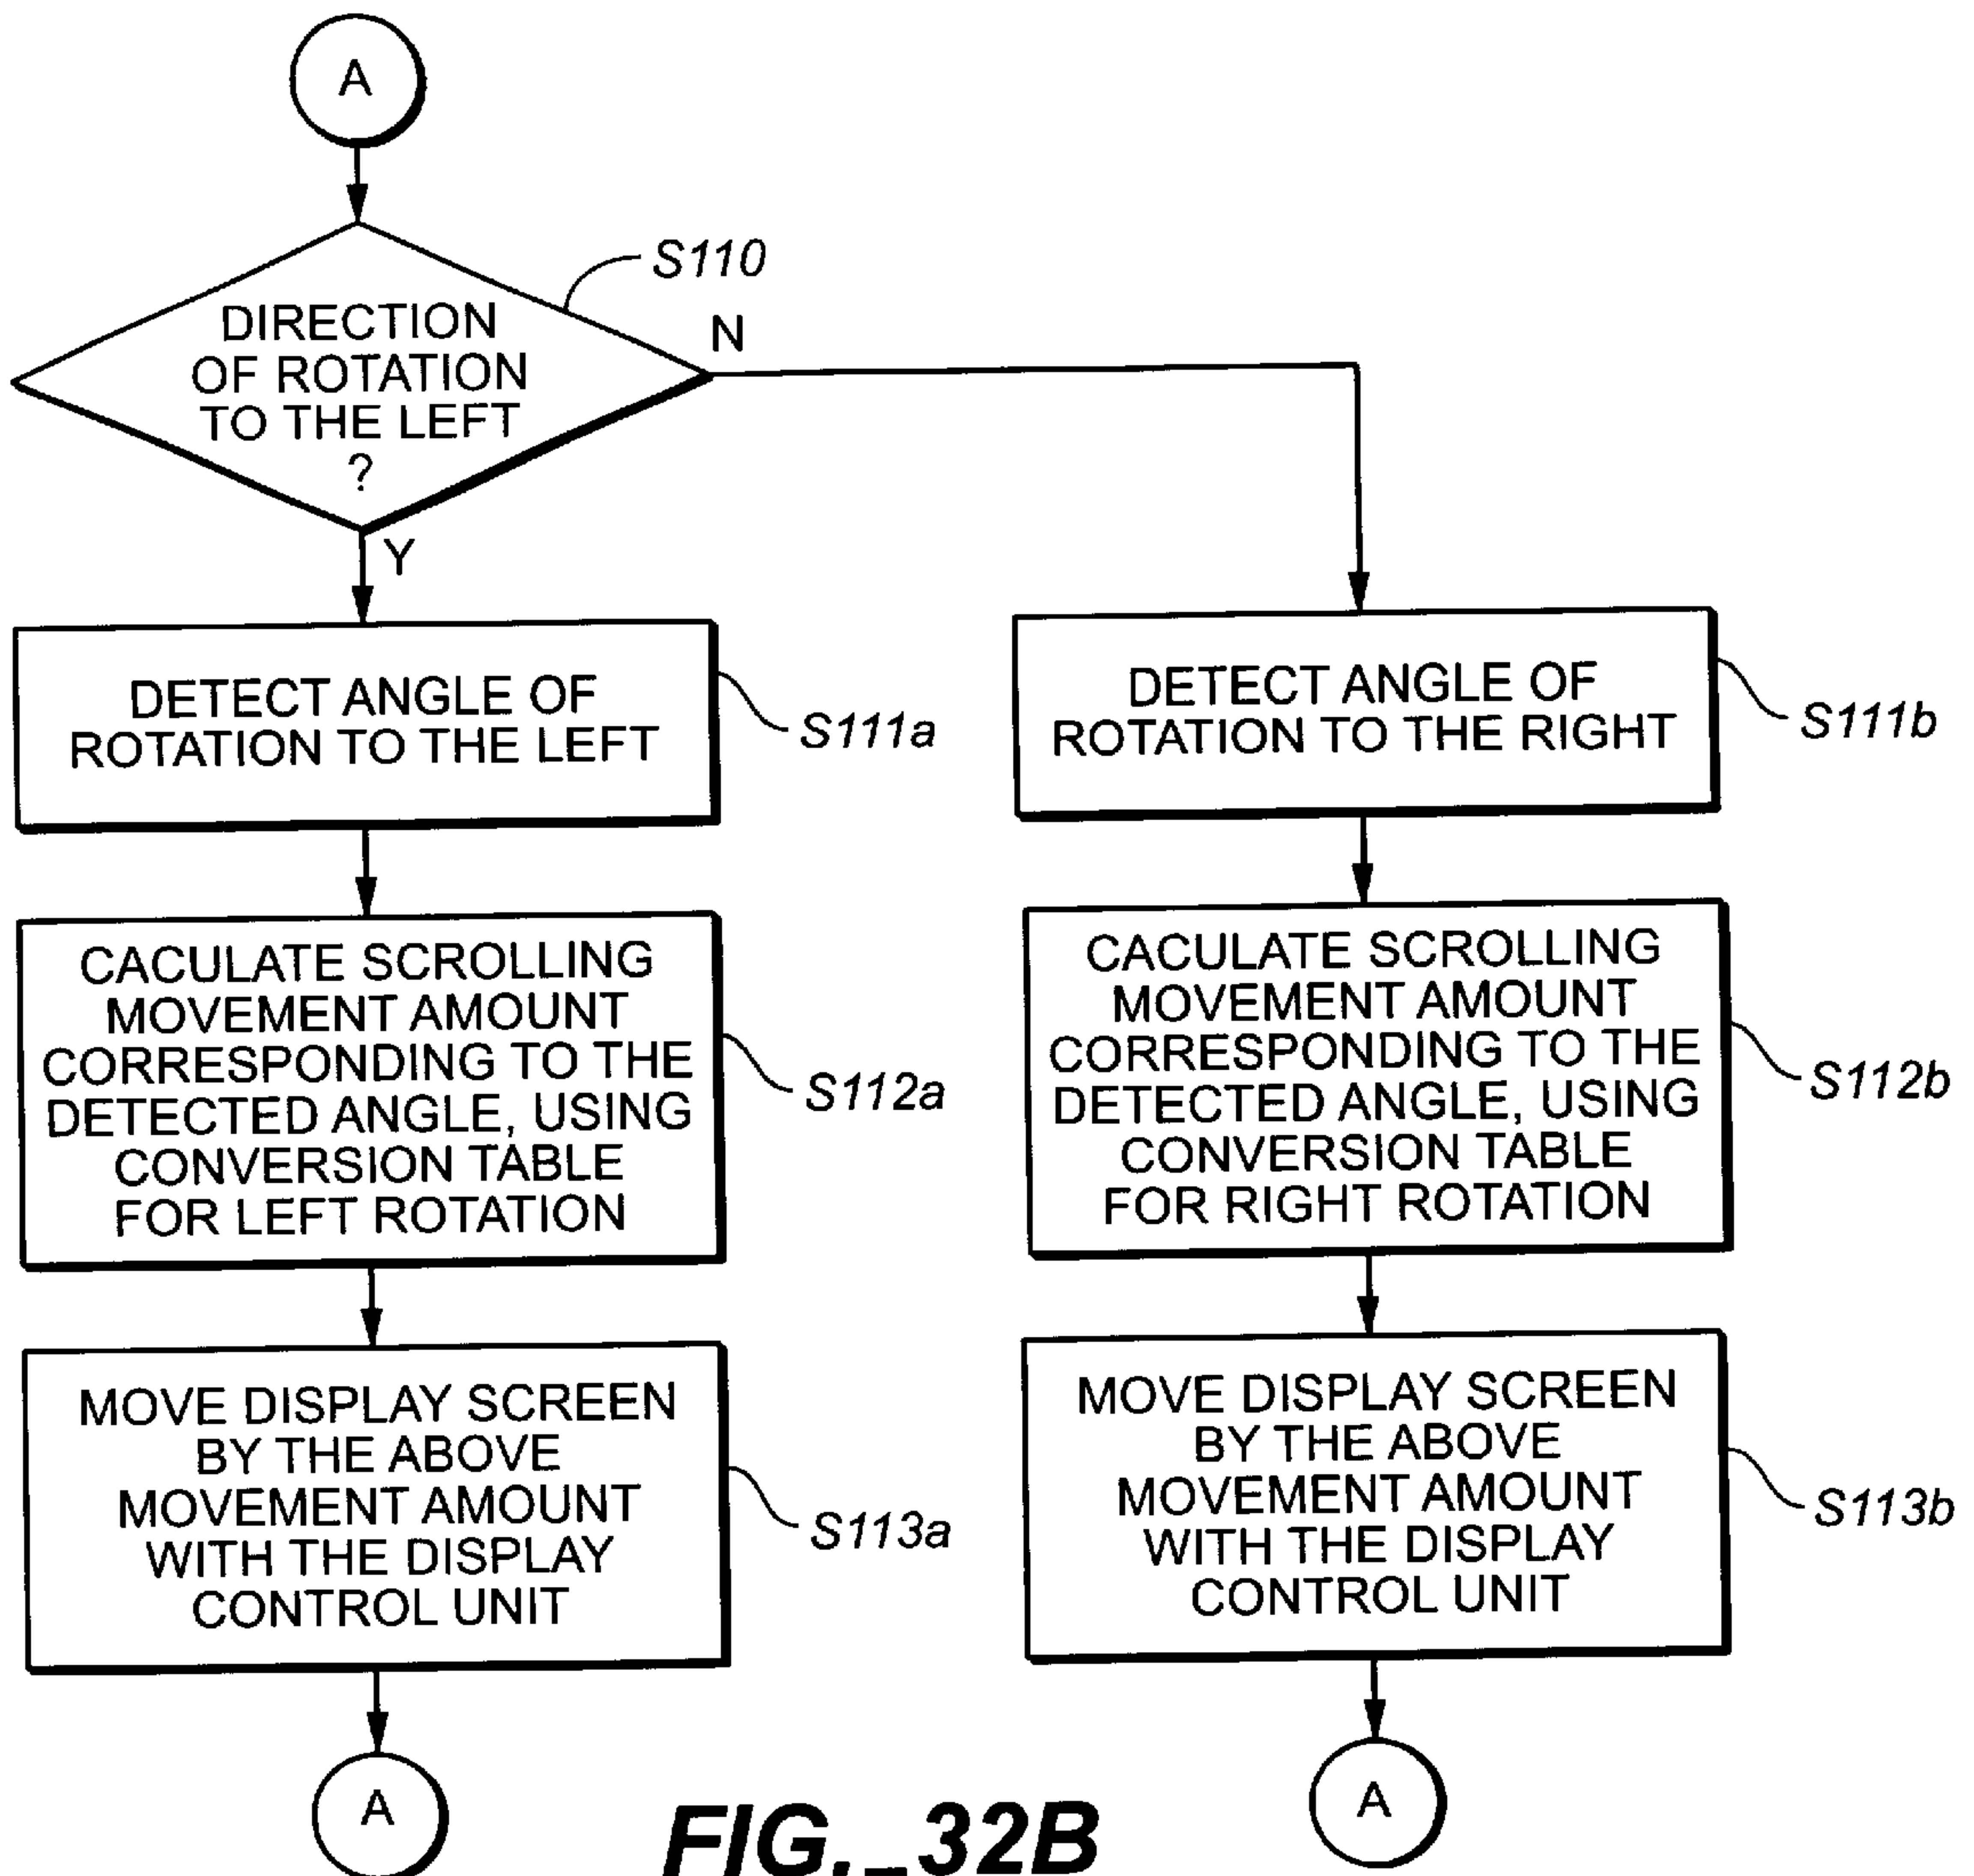 A
S110
DIRECTION
OF ROTATION
TO THE LEFT
?
N
Y
DETECT ANGLE OF
ROTATION TO THE LEFT
S111a
DETECT ANGLE OF
ROTATION TO THE RIGHT
S111b
CACULATE SCROLLING
MOVEMENT AMOUNT
CORRESPONDING TO THE
DETECTED ANGLE, USING
CONVERSION TABLE
FOR LEFT ROTATION
S112a
CACULATE SCROLLING
MOVEMENT AMOUNT
CORRESPONDING TO THE
DETECTED ANGLE, USING
CONVERSION TABLE
FOR RIGHT ROTATION
S112b
MOVE DISPLAY SCREEN
BY THE ABOVE
MOVEMENT AMOUNT
WITH THE DISPLAY
CONTROL UNIT
S113a
MOVE DISPLAY SCREEN
BY THE ABOVE
MOVEMENT AMOUNT
WITH THE DISPLAY
CONTROL UNIT
S113b
A
A
FIG._32B